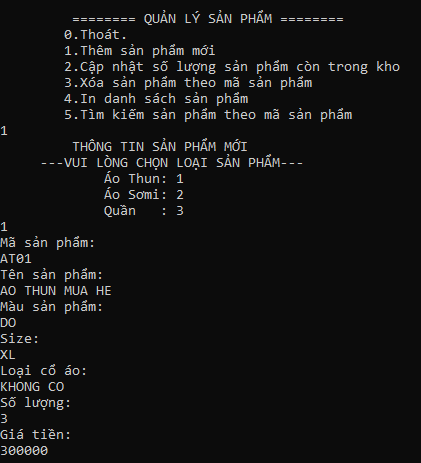 ======== QUẢN LÝ SẢN PHẨM ========
0.Thoát.
1.Thêm sản phẩm mới
2.Cập nhật số lượng sản phẩm còn trong kho
3.Xóa sản phẩm theo mã sản phẩm
4.In danh sách sản phẩm
5.Tìm kiếm sản phẩm theo mã sản phẩm
1
THÔNG TIN SẢN PHẨM MỚI
---VUI LÒNG CHỌN LOẠI SẢN PHẨM---
Áo Thun: 1
Áo Sơmi: 2
Quần   : 3
1
Mã sản phẩm:
AT01
Tên sản phẩm:
AO THUN MUA HE
Màu sản phẩm:
DO
Size:
XL
Loại cổ áo:
KHONG CO
Số lượng:
3
Giá tiền:
300000